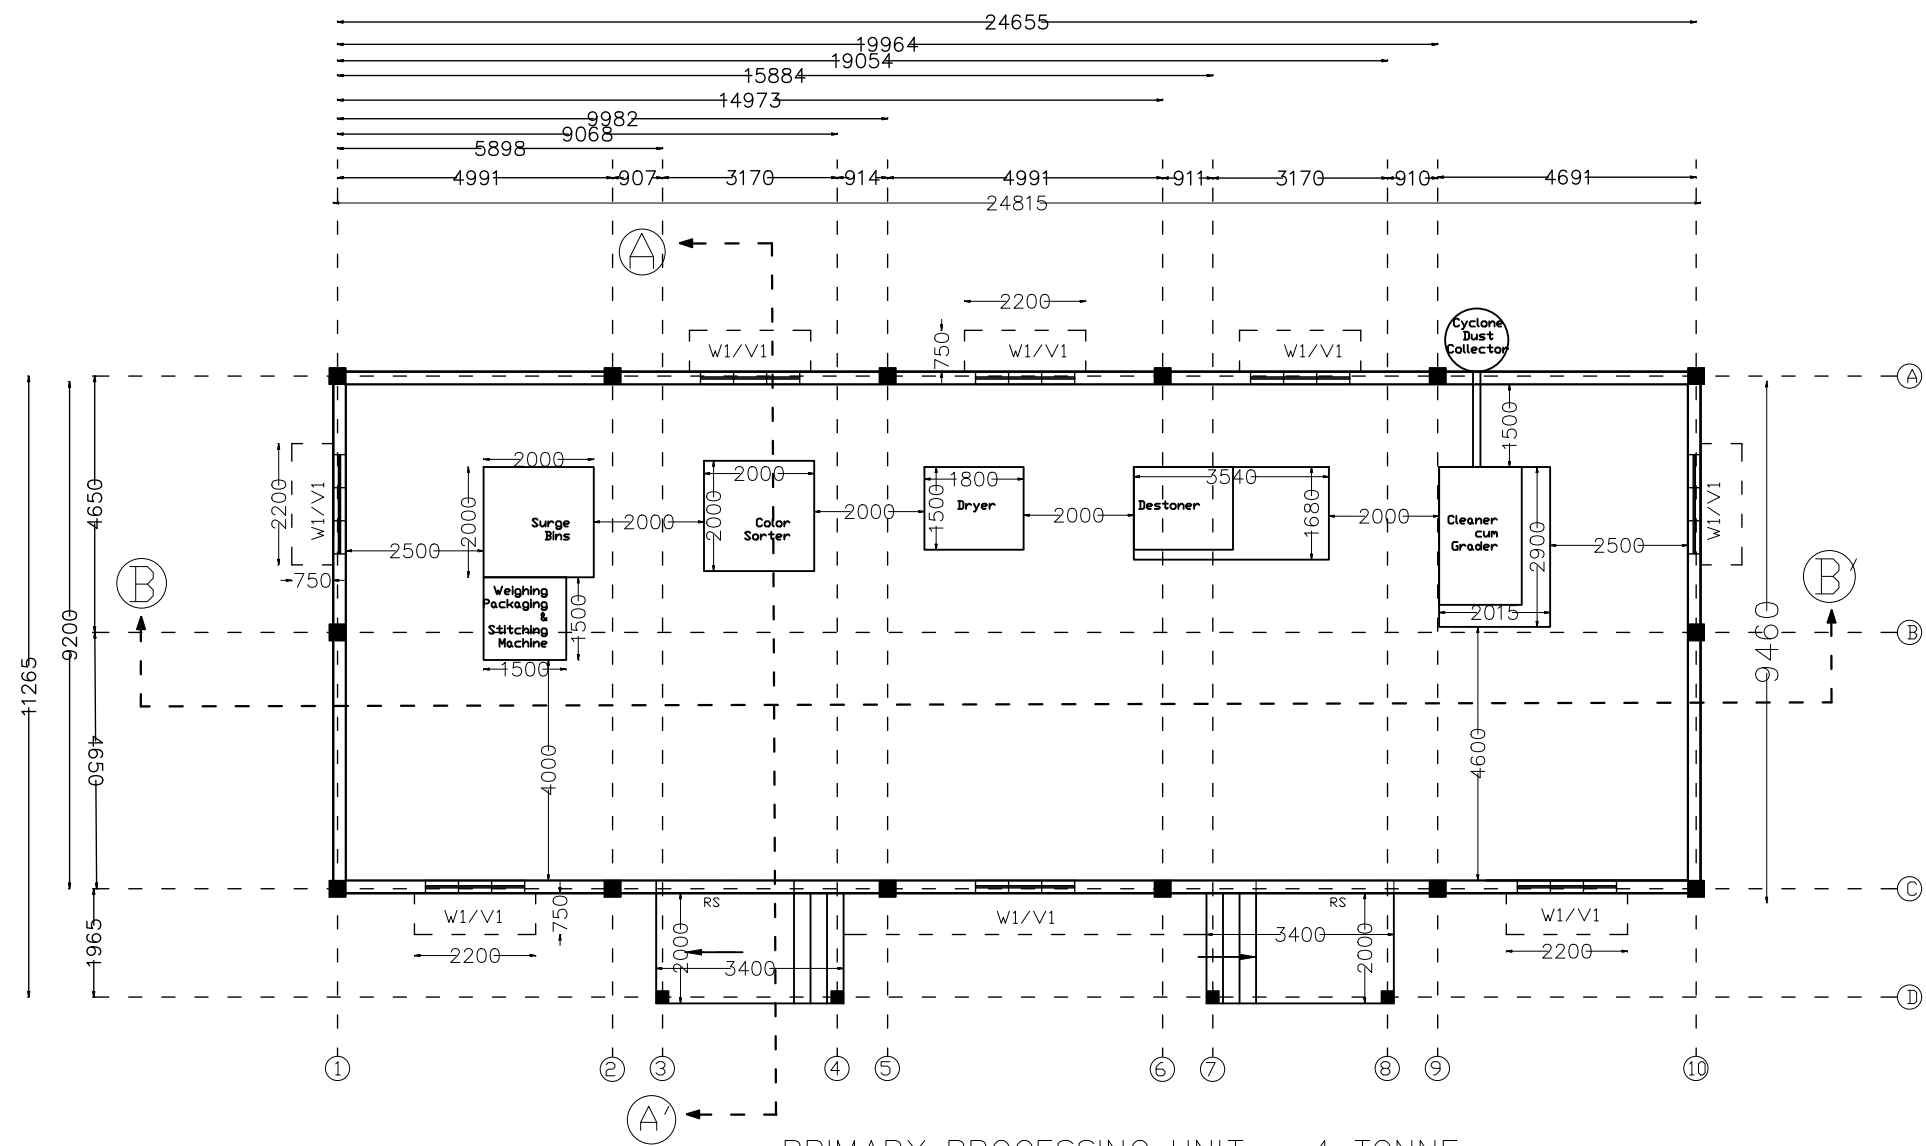 24655
19964
19054
15884
14973
9982
9068
5898
4991 907 3170 914 4991 911 3170 910 4691
24815
A
2200
Cyclone
Dust
Collector
750
W1/V1 W1/V1 W1/V1
A
1500
2000 2000 1800 3540
2200 W1/V1 2000 2000 1500 1680 2900 W1/V1
4650
Surge
Bins
2000
Color
Sorter
2000
Dryer
2000
Destoner
2000
Cleaner
cum
Grader
2500 2500
750
B B'
Weighing
Packaging
&
Stitching
Machine
1500
2015
9200
B
9460
1500
11265
4650 4000 4600
C
RS RS
W1/V1 750 W1/V1 W1/V1
1965 2000 3400 2000
2200 3400 2200
D
1 2 3 4 5 6 7 8 9 10
A'
PRIMARY PROCESSING UNIT - 4 TONNE